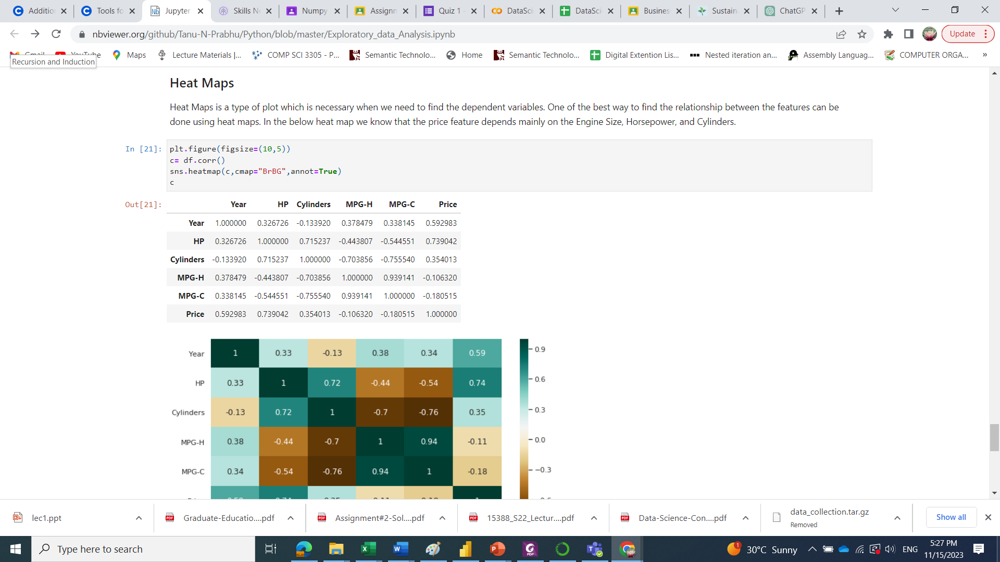 Additio
Tools fo
Jupyter
Skills N
Numpy
Assignm
Quiz 1 -
DataSci
DataSci
Busines
Sustain
ChatGP
nbviewer.org/github/Tanu-N-Prabhu/Python/blob/master/Exploratory_data_Analysis.ipynb
Update
Gmail
YouTube
Maps
Lecture Materials |...
COMP SCI 3305 - P...
Semantic Technolo...
Home
Semantic Technolo...
Digital Extention Lis...
Nested iteration an...
Assembly Languag...
COMPUTER ORGA...
»
Recursion and Induction
Heat Maps
Heat Maps is a type of plot which is necessary when we need to find the dependent variables. One of the best way to find the relationship between the features can be
done using heat maps. In the below heat map we know that the price feature depends mainly on the Engine Size, Horsepower, and Cylinders.
In [21]:
plt.figure(figsize=(10,5))
c= df.corr()
sns.heatmap(c,cmap="BrBG",annot=True)
c
Out[21]:
Year HP Cylinders MPG-H MPG-C Price
Year 1.000000 0.326726 -0.133920 0.378479 0.338145 0.592983
HP 0.326726 1.000000 0.715237 -0.443807 -0.544551 0.739042
Cylinders -0.133920 0.715237 1.000000 -0.703856 -0.755540 0.354013
MPG-H 0.378479 -0.443807 -0.703856 1.000000 0.939141 -0.106320
MPG-C 0.338145 -0.544551 -0.755540 0.939141 1.000000 -0.180515
Price 0.592983 0.739042 0.354013 -0.106320 -0.180515 1.000000
Year 1 0.33 -0.13 0.38 0.34 0.59
HP 0.33 1 0.72 -0.44 -0.54 0.74
Cylinders -0.13 0.72 1 -0.7 -0.76 0.35
MPG-H 0.38 -0.44 -0.7 1 0.94 -0.11
MPG-C 0.34 -0.54 -0.76 0.94 1 -0.18
0.9
0.6
0.3
0.0
−0.3
lec1.ppt
Graduate-Educatio....pdf
Assignment#2-Sol....pdf
15388_S22_Lectur....pdf
Data-Science-Con....pdf
data_collection.tar.gz
Removed
Show all
Type here to search
1
30°C Sunny
ENG
5:27 PM
11/15/2023